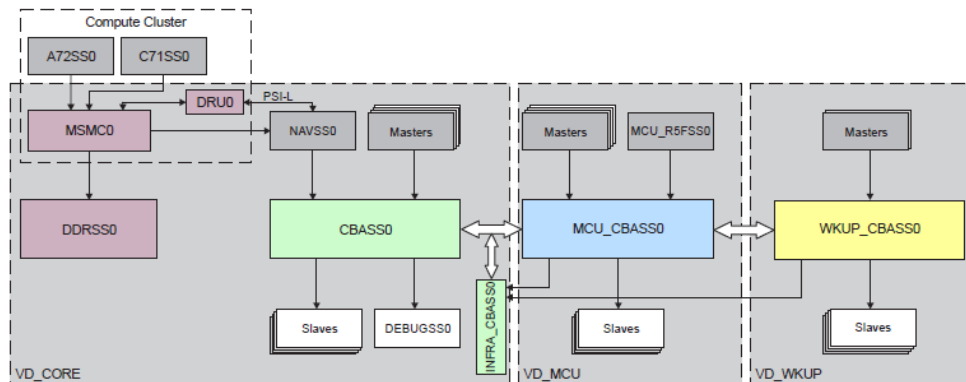 Compute Cluster
A72SS0
C71SS0
DRU0
PSI-L
MSMC0
NAVSS0
Masters
Masters
MCU_R5FSS0
Masters
DDRSS0
CBASS0
MCU_CBASS0
WKUP_CBASS0
INFRA_CBASS0
Slaves
DEBUGSS0
Slaves
Slaves
VD_CORE
VD_MCU
VD_WKUP